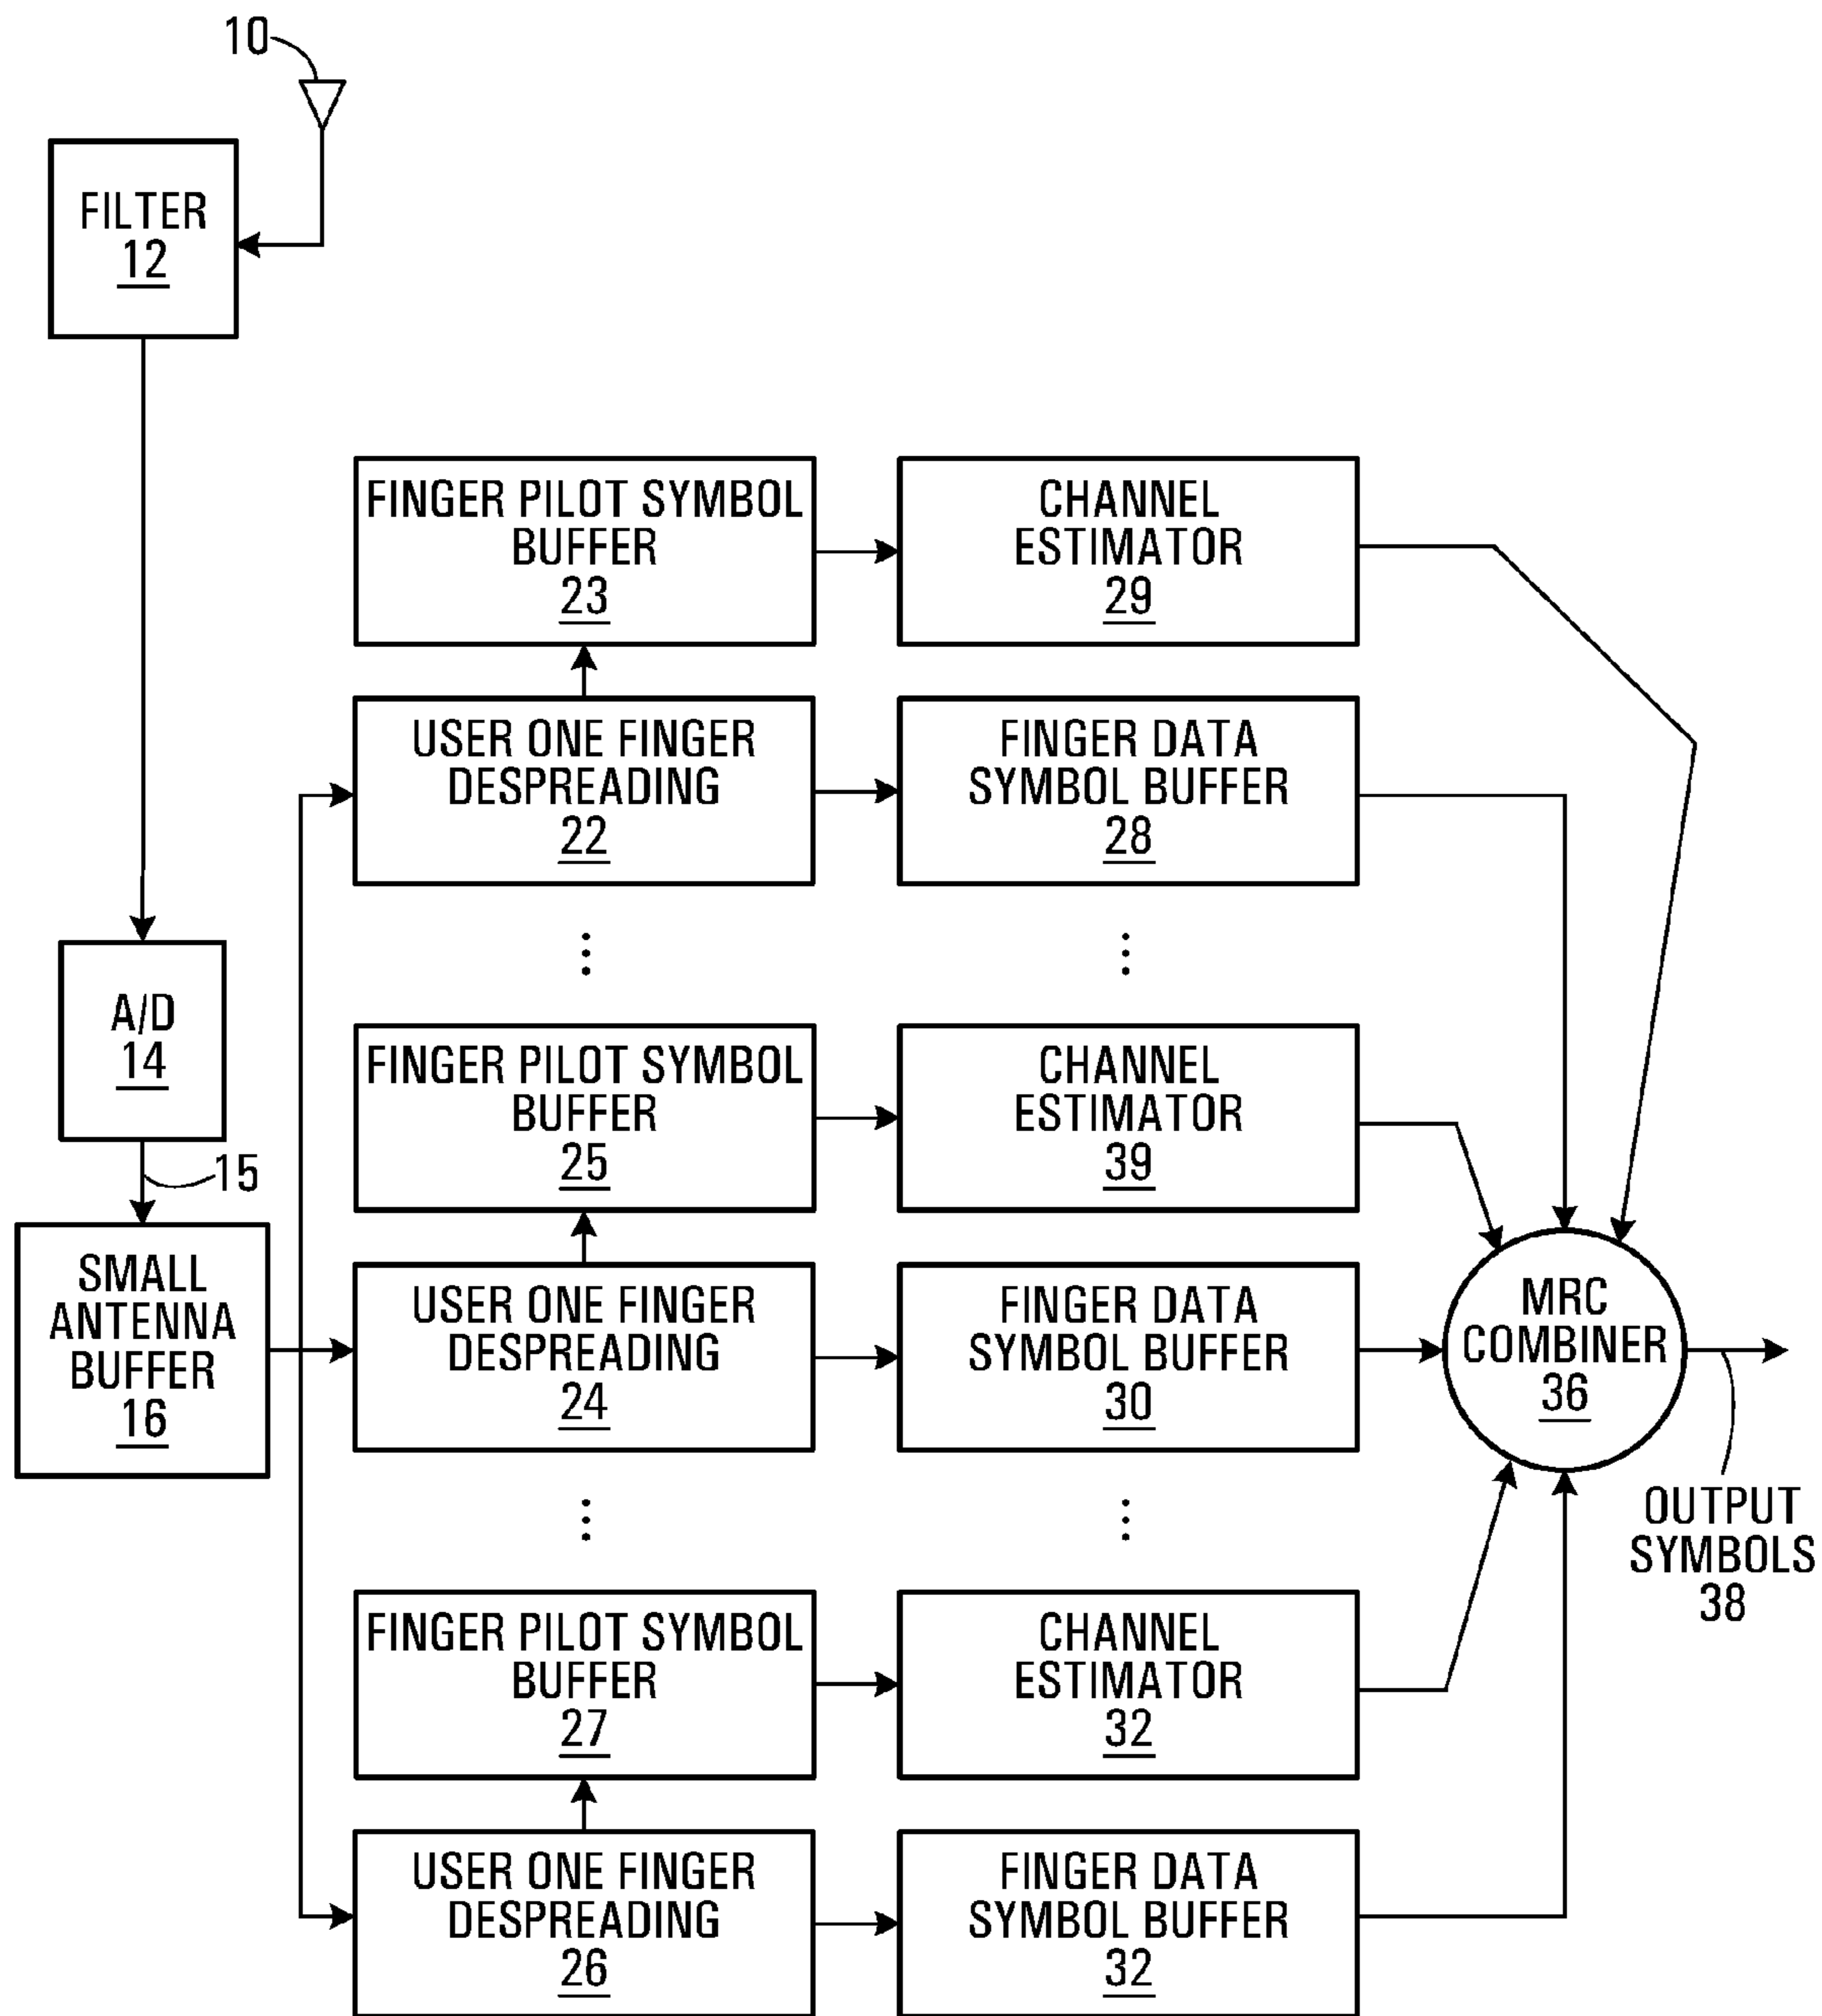 10
FILTER
12
FINGER PILOT SYMBOL
BUFFER
23
CHANNEL
ESTIMATOR
29
USER ONE FINGER
DESPREADING
22
FINGER DATA
SYMBOL BUFFER
28
A/D
14
15
FINGER PILOT SYMBOL
BUFFER
25
CHANNEL
ESTIMATOR
39
SMALL
ANTENNA
BUFFER
16
USER ONE FINGER
DESPREADING
24
FINGER DATA
SYMBOL BUFFER
30
MRC
COMBINER
36
OUTPUT
SYMBOLS
38
FINGER PILOT SYMBOL
BUFFER
27
CHANNEL
ESTIMATOR
32
USER ONE FINGER
DESPREADING
26
FINGER DATA
SYMBOL BUFFER
32